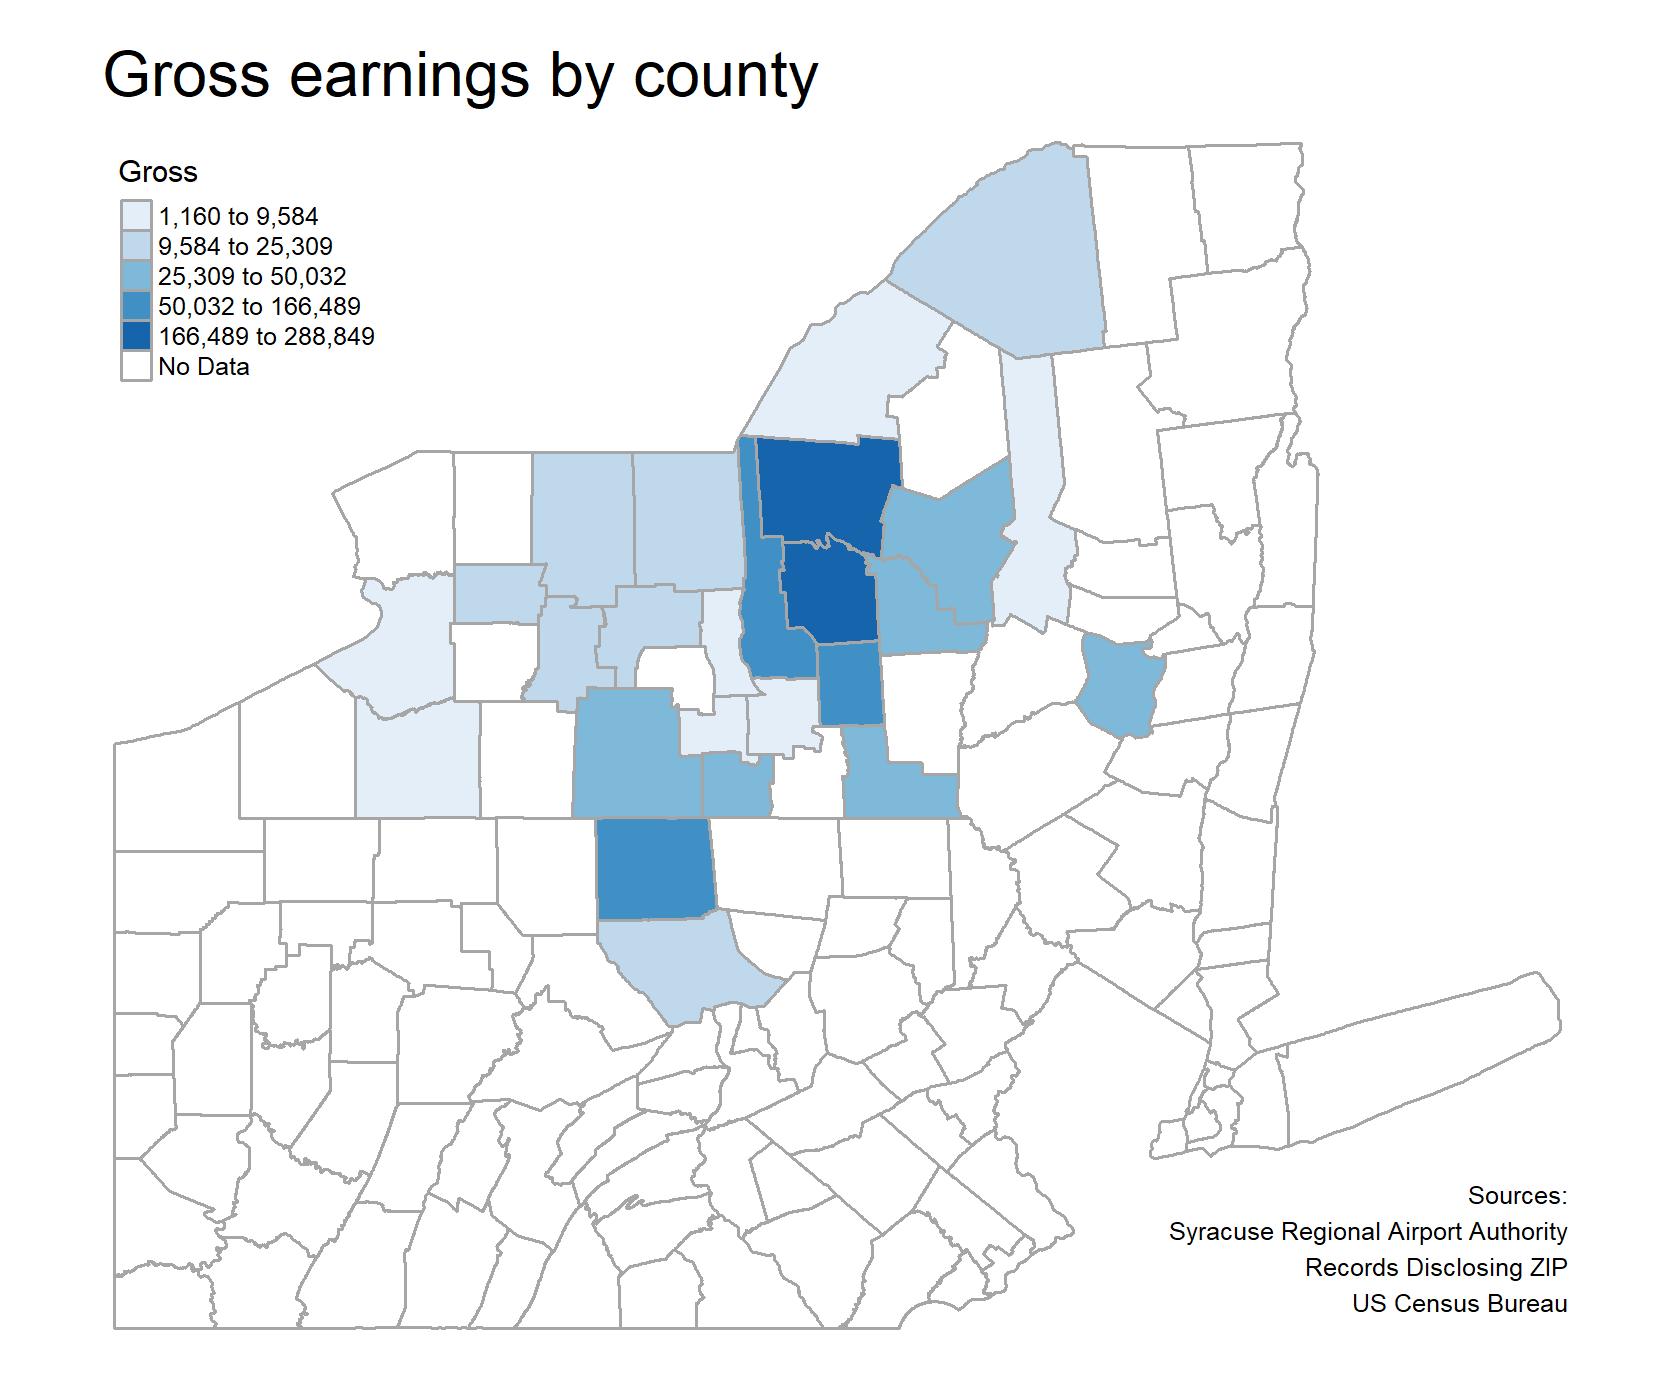 Gross earnings by county
Gross
1,160 to 9,584
9,584 to 25,309
25,309 to 50,032
50,032 to 166,489
166,489 to 288,849
No Data
Sources:
Syracuse Regional Airport Authority
Records Disclosing ZIP
US Census Bureau